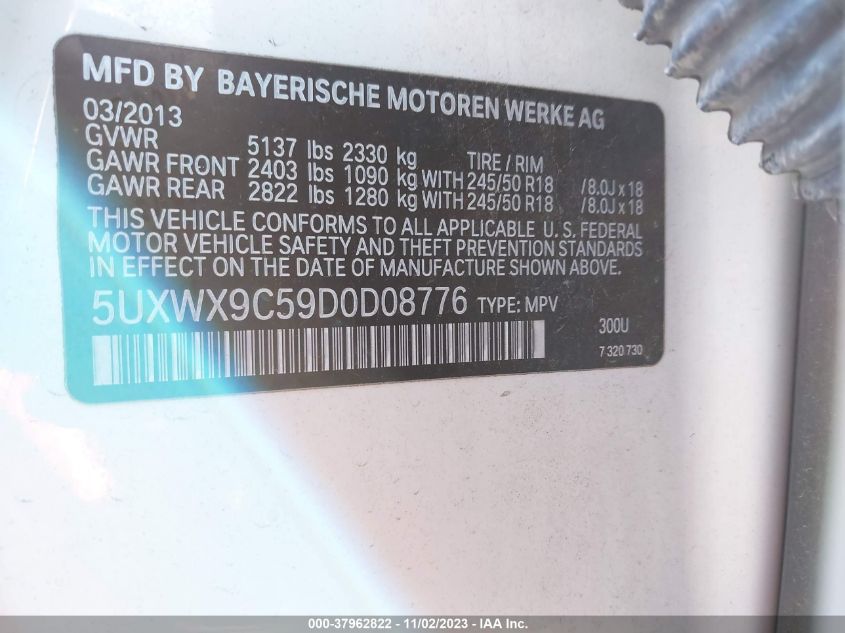 MFD BY BAYERISCHE MOTOREN WERKE AG
03/2013
GVWR 5137 lbs 2330 kg TIRE / RIM
GAWR FRONT 2403 lbs 1090 kg WITH 245/50 R18 / 8.0J x 18
GAWR REAR 2822 lbs 1280 kg WITH 245/50 R18 / 8.0J x 18
THIS VEHICLE CONFORMS TO ALL APPLICABLE U. S. FEDERAL
MOTOR VEHICLE SAFETY AND THEFT PREVENTION STANDARDS
IN EFFECT ON THE DATE OF MANUFACTURE SHOWN ABOVE.
5UXWX9C59D0D08776 TYPE: MPV
300U
7 320 730
000-37962822 - 11/02/2023 - IAA Inc.